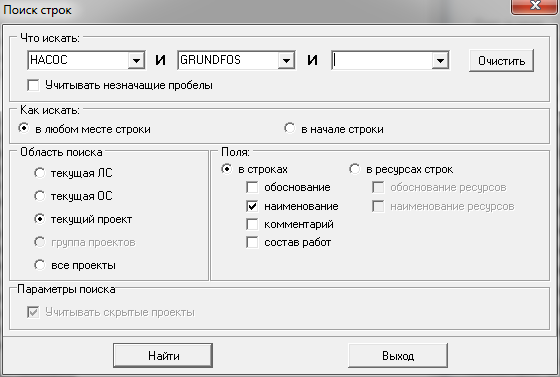 Поиск строк
Что искать:
НАСОС И GRUNDFOS И Очистить
Учитывать незначащие пробелы
Как искать:
в любом месте строки в начале строки
Область поиска Поля:
текущая ЛС в строках в ресурсах строк
текущая ОС обоснование обоснование ресурсов
текущий проект наименование наименование ресурсов
группа проектов комментарий
все проекты состав работ
Параметры поиска
Учитывать скрытые проекты
Найти Выход